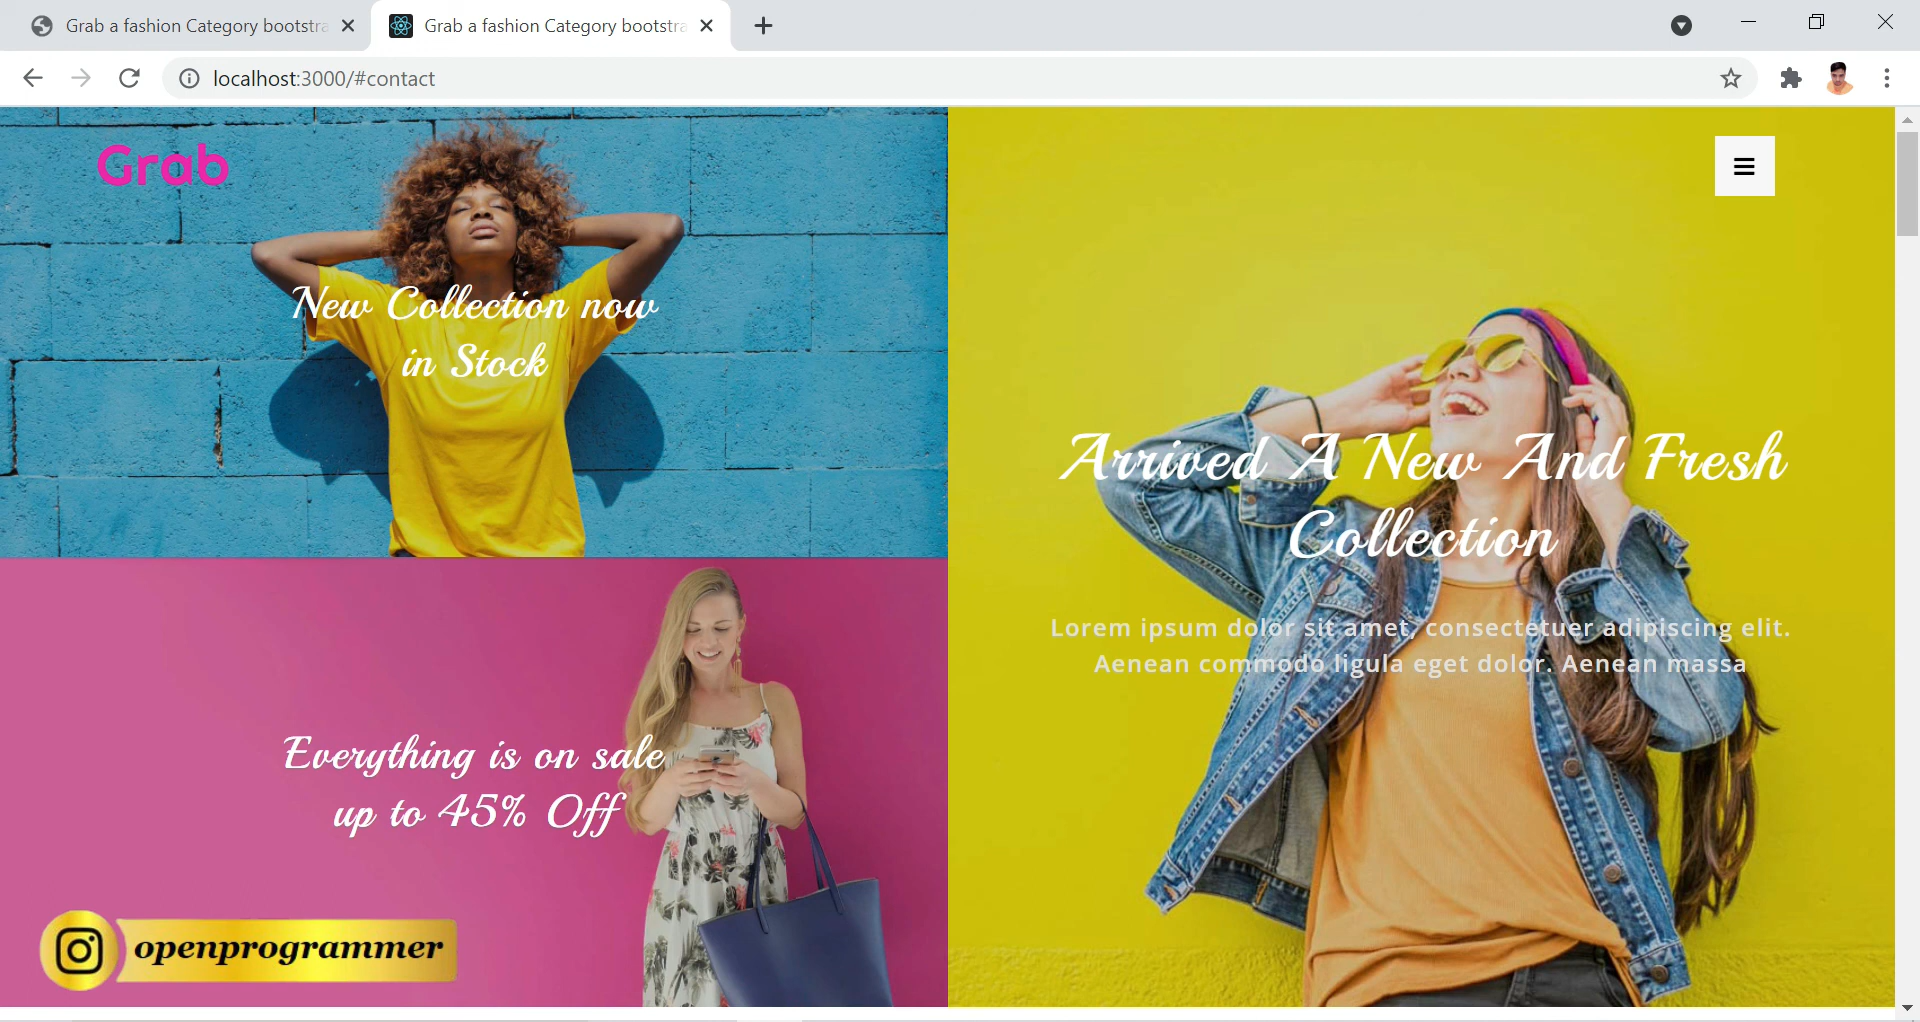 Grab a fashion Category bootstra
Grab a fashion Category bootstra
localhost:3000/#contact
Grab
New Collection now
in Stock
Arrived A New And Fresh
Collection
Lorem ipsum dolor sit amet, consectetuer adipiscing elit.
Aenean commodo ligula eget dolor. Aenean massa
Everything is on sale
up to 45% Off
openprogrammer